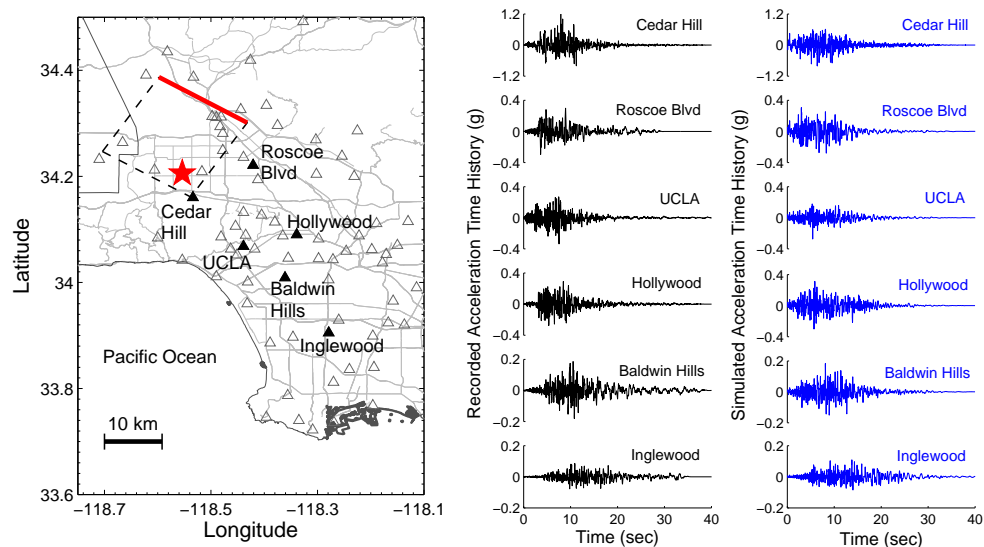 34.4
34.2
34
33.8
33.6
Latitude
−118.7
−118.5
−118.3
−118.1
Longitude
Roscoe
Blvd
Cedar
Hill
Hollywood
UCLA
Baldwin
Hills
Inglewood
Pacific Ocean
10 km
Recorded Acceleration Time History (g)
1.2
0
−1.2
Cedar Hill
0.4
0
−0.4
Roscoe Blvd
0.4
0
−0.4
UCLA
0.4
0
−0.4
Hollywood
0.2
0
−0.2
Baldwin Hills
0.2
0
−0.2
Inglewood
0
10
20
30
40
Time (sec)
Simulated Acceleration Time History (g)
1.2
0
−1.2
Cedar Hill
0.4
0
−0.4
Roscoe Blvd
0.4
0
−0.4
UCLA
0.4
0
−0.4
Hollywood
0.2
0
−0.2
Baldwin Hills
0.2
0
−0.2
Inglewood
0
10
20
30
40
Time (sec)